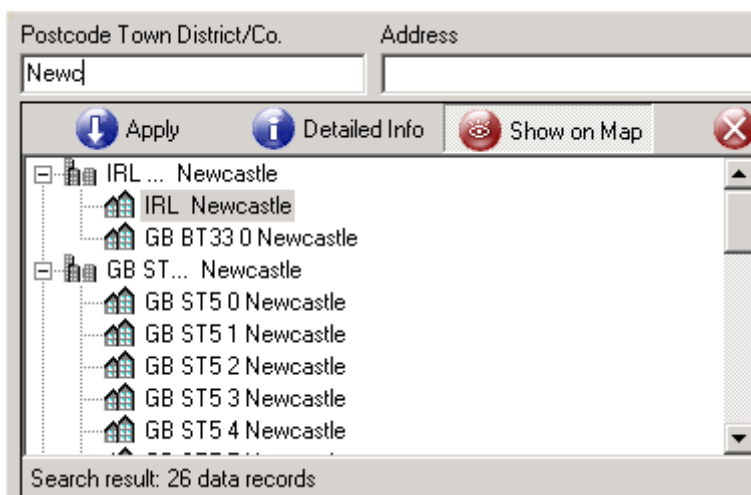 Postcode Town District/Co. Address
Newc
Apply Detailed Info Show on Map
IRL ... Newcastle
IRL Newcastle
GB BT33 0 Newcastle
GB ST... Newcastle
GB ST5 0 Newcastle
GB ST5 1 Newcastle
GB ST5 2 Newcastle
GB ST5 3 Newcastle
GB ST5 4 Newcastle
Search result: 26 data records